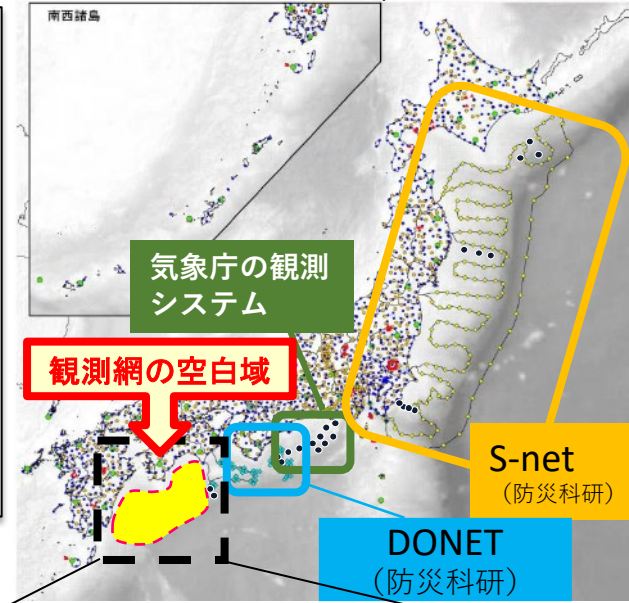 南西諸島
気象庁の観測
システム
観測網の空白域
S-net
（防災科研）
DONET
（防災科研）